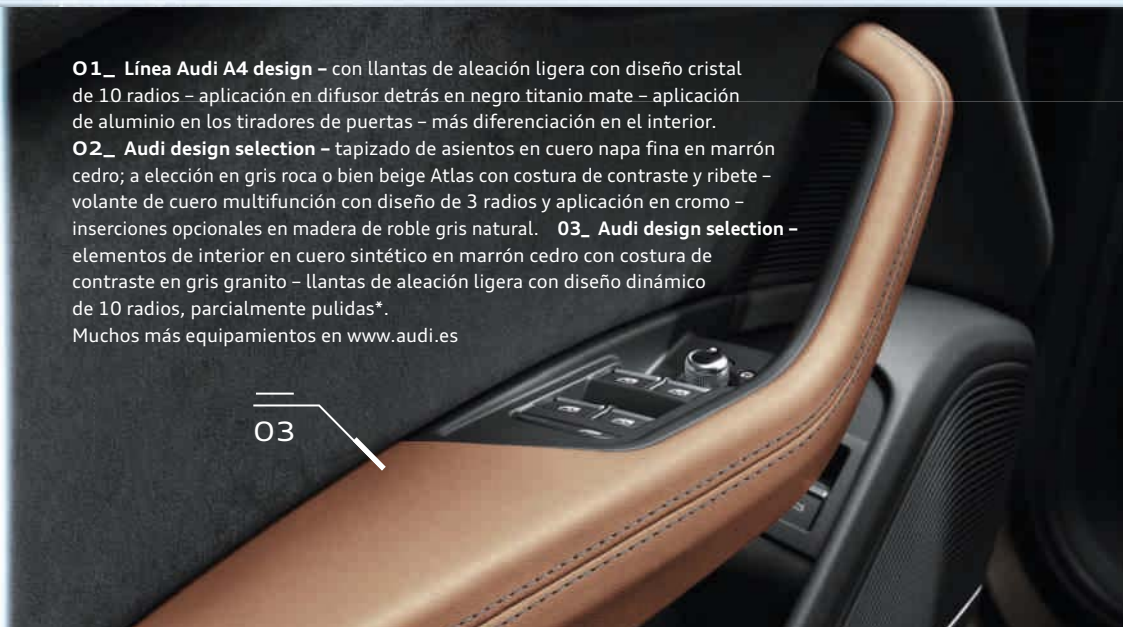 01_ Línea Audi A4 design – con llantas de aleación ligera con diseño cristal
de 10 radios – aplicación en difusor detrás en negro titanio mate – aplicación
de aluminio en los tiradores de puertas – más diferenciación en el interior.
02_ Audi design selection – tapizado de asientos en cuero napa fina en marrón
cedro; a elección en gris roca o bien beige Atlas con costura de contraste y ribete –
volante de cuero multifunción con diseño de 3 radios y aplicación en cromo –
inserciones opcionales en madera de roble gris natural. 03_ Audi design selection –
elementos de interior en cuero sintético en marrón cedro con costura de
contraste en gris granito – llantas de aleación ligera con diseño dinámico
de 10 radios, parcialmente pulidas*.
Muchos más equipamientos en www.audi.es
03